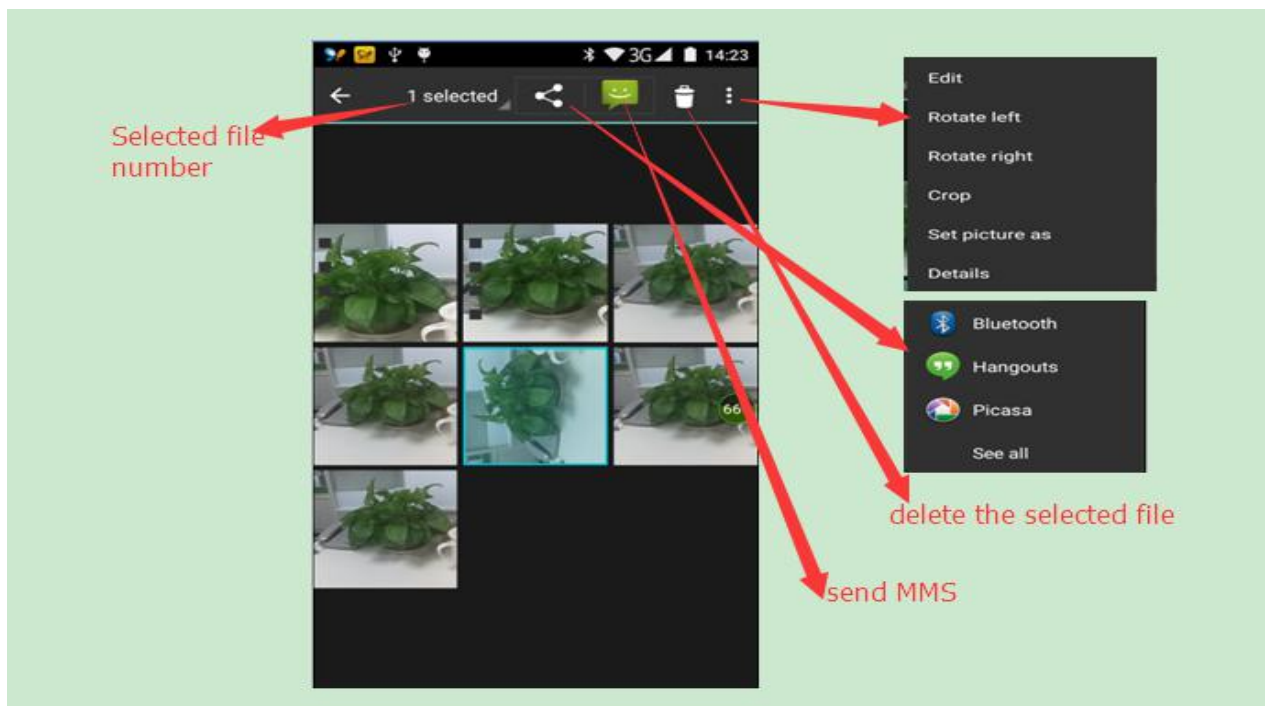 3G 14:23
1 selected
Selected file
number
Edit
Rotate left
Rotate right
Crop
Set picture as
Details
Bluetooth
Hangouts
Picasa
See all
66
delete the selected file
send MMS